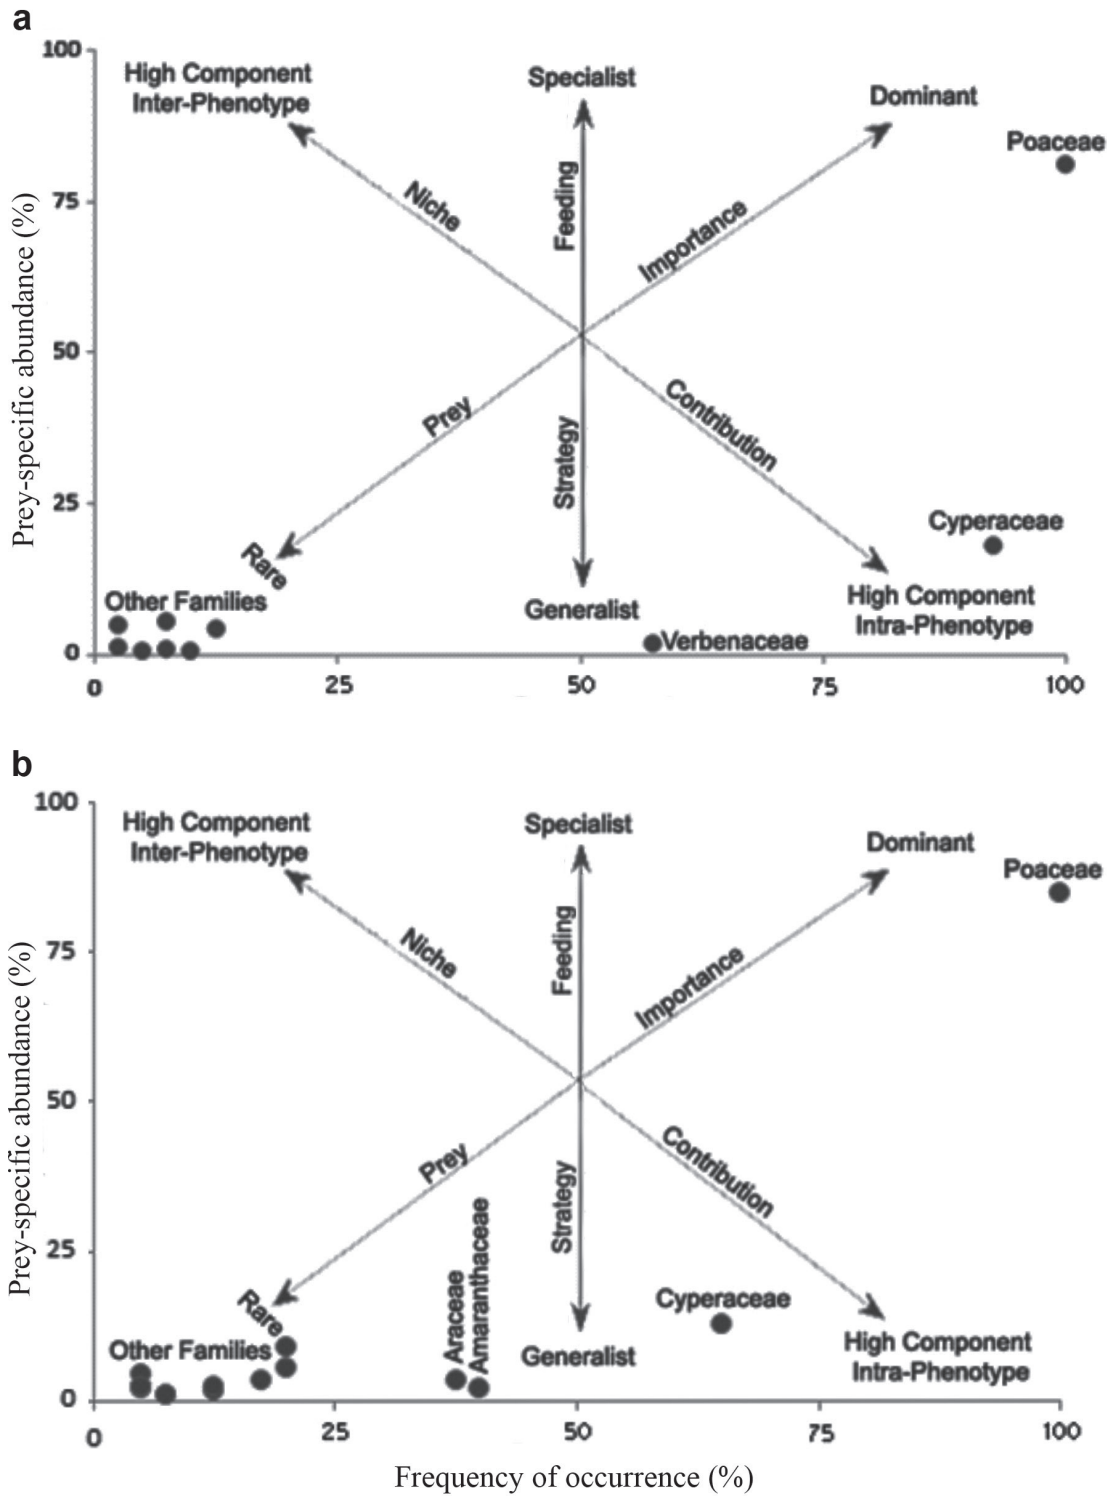 a
100
High Component
Inter-Phenotype
Specialist
Dominant
Poaceae
75
Niche
Feeding
Importance
Prey-specific abundance (%)
50
Prey
Strategy
Contribution
25
Rare
Cyperaceae
Other Families
Generalist
High Component
Intra-Phenotype
Verbenaceae
0
0
25
50
75
100
b
100
High Component
Inter-Phenotype
Specialist
Dominant
Poaceae
75
Niche
Feeding
Importance
Prey-specific abundance (%)
50
Prey
Strategy
Contribution
25
Rare
Araceae
Amaranthaceae
Cyperaceae
Other Families
Generalist
High Component
Intra-Phenotype
0
0
25
50
75
100
Frequency of occurrence (%)